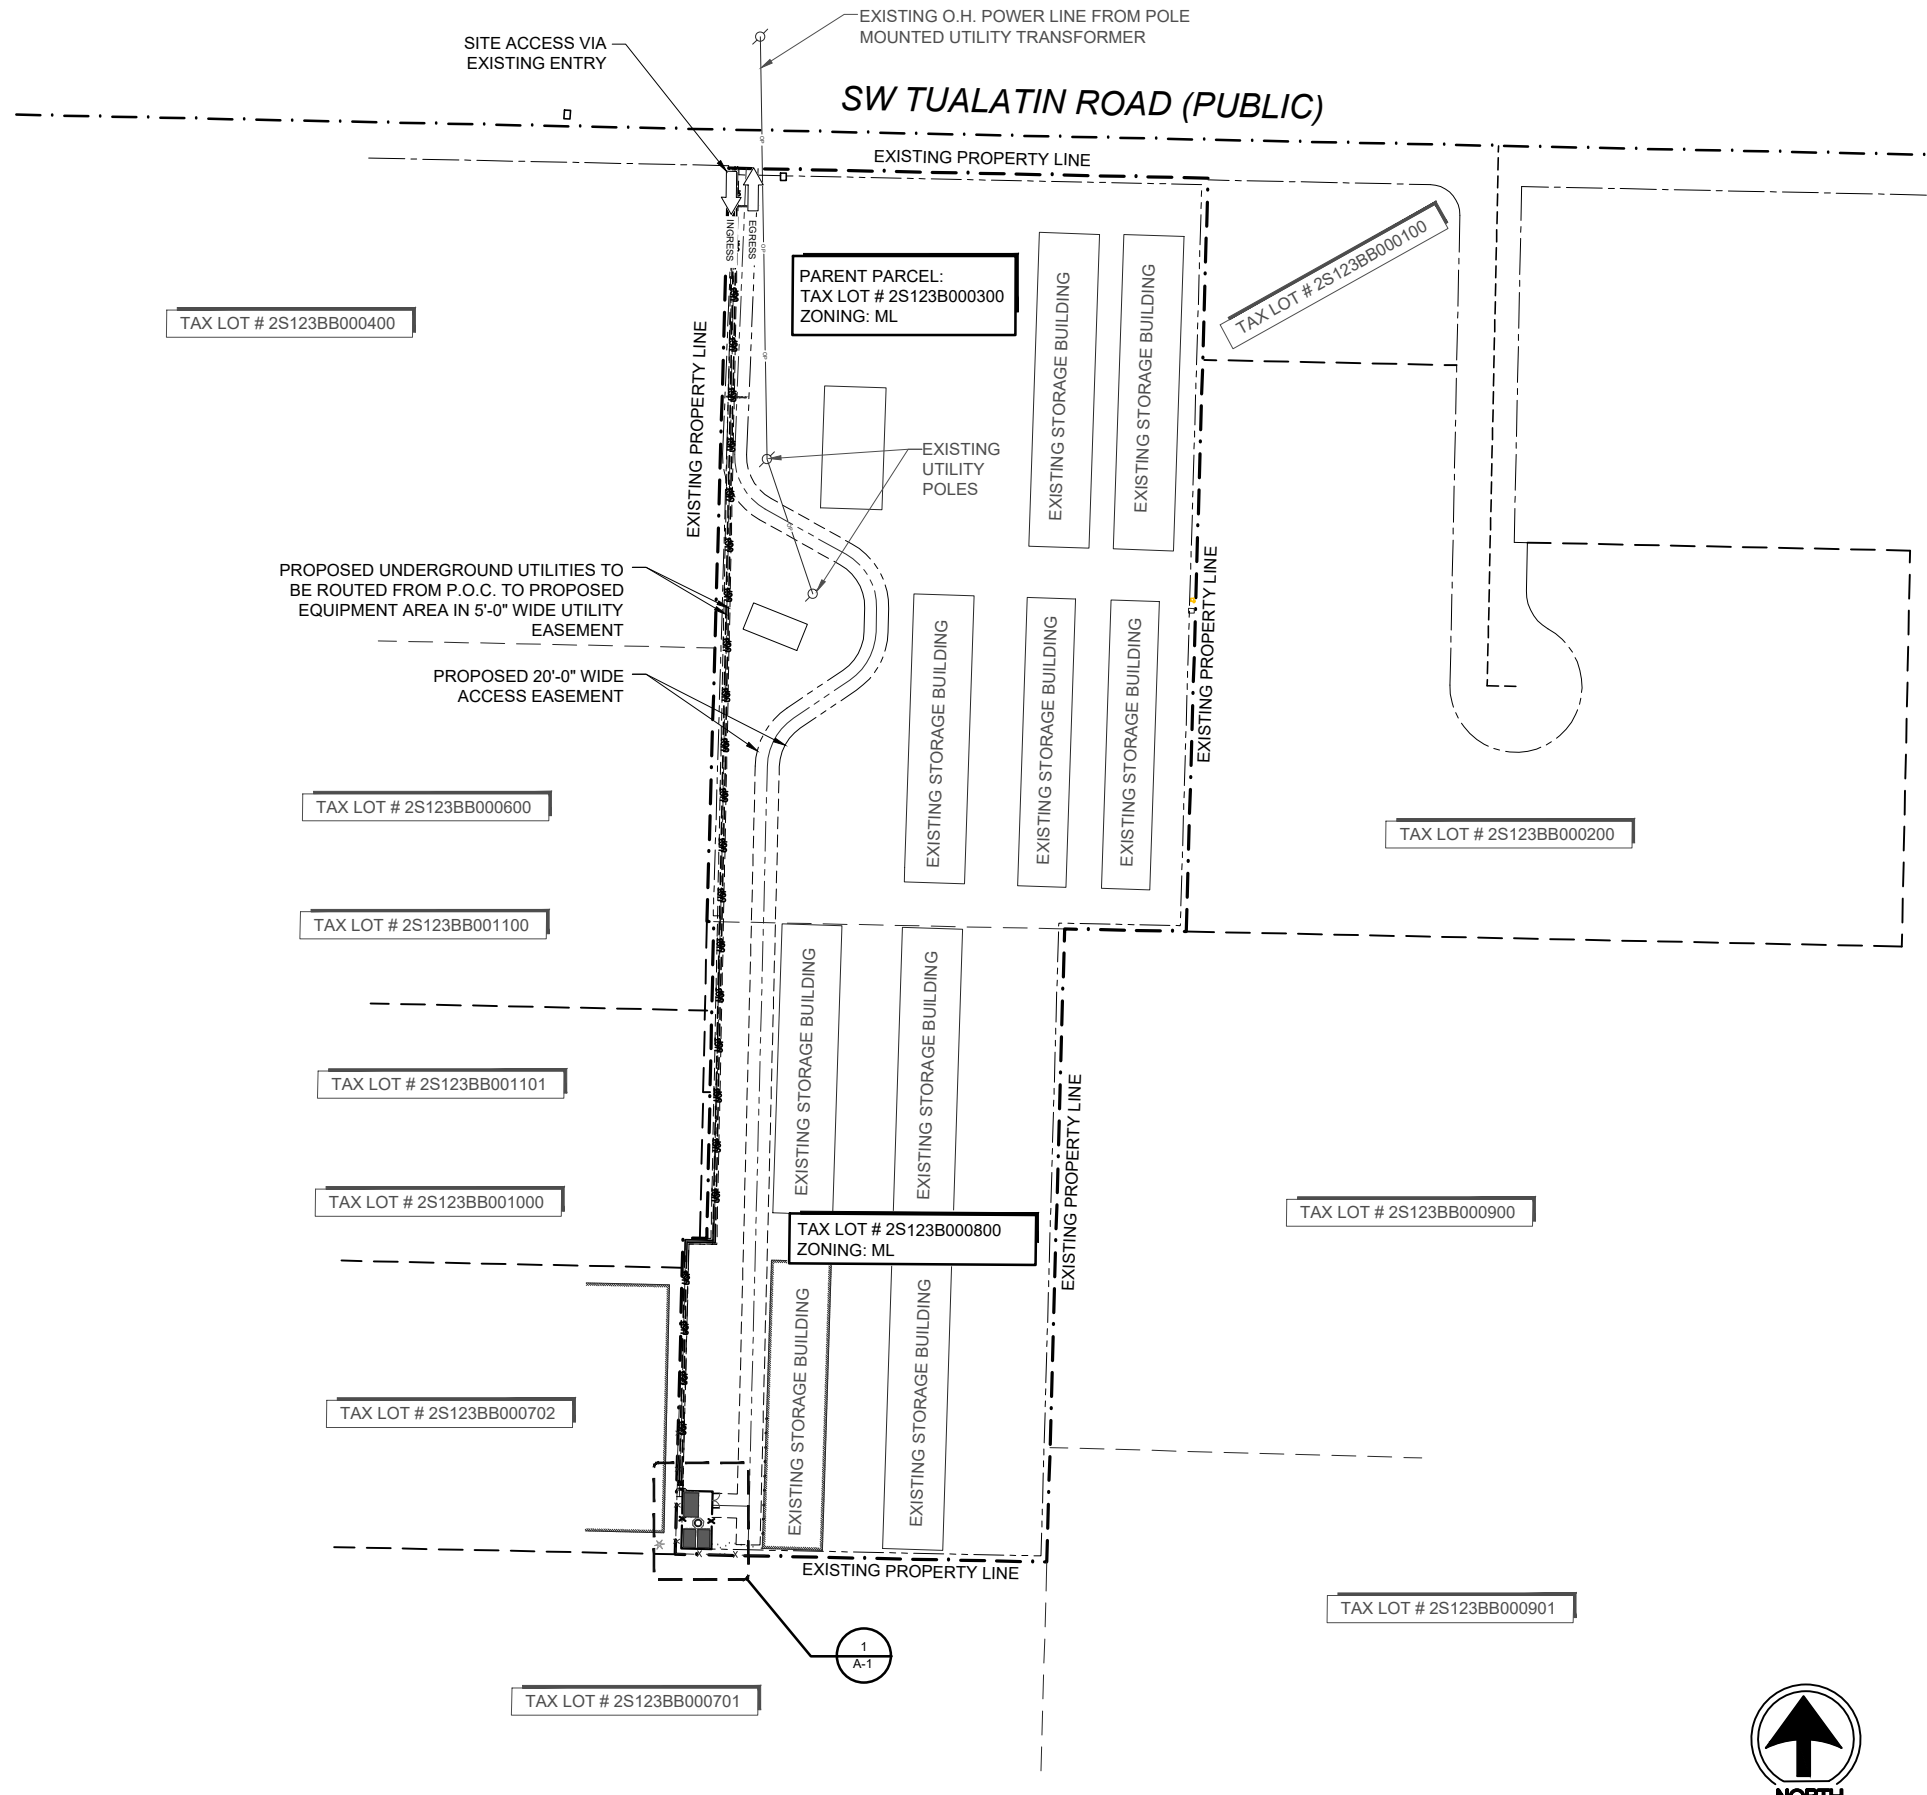 EXISTING O.H. POWER LINE FROM POLE
MOUNTED UTILITY TRANSFORMER
SITE ACCESS VIA
EXISTING ENTRY
SW TUALATIN ROAD (PUBLIC)
EXISTING PROPERTY LINE
INGRESS
EGRESS
PARENT PARCEL:
TAX LOT # 2S123B000300
ZONING: ML
TAX LOT # 2S123BB000100
TAX LOT # 2S123BB000400
EXISTING PROPERTY LINE
EXISTING STORAGE BUILDING
EXISTING STORAGE BUILDING
EXISTING
UTILITY
POLES
PROPOSED UNDERGROUND UTILITIES TO
BE ROUTED FROM P.O.C. TO PROPOSED
EQUIPMENT AREA IN 5'-0" WIDE UTILITY
EASEMENT
PROPOSED 20'-0" WIDE
ACCESS EASEMENT
EXISTING STORAGE BUILDING
EXISTING STORAGE BUILDING
EXISTING STORAGE BUILDING
EXISTING PROPERTY LINE
TAX LOT # 2S123BB000600
TAX LOT # 2S123BB000200
TAX LOT # 2S123BB001100
EXISTING STORAGE BUILDING
EXISTING STORAGE BUILDING
TAX LOT # 2S123BB001101
EXISTING PROPERTY LINE
TAX LOT # 2S123BB001000
TAX LOT # 2S123BB000900
TAX LOT # 2S123B000800
ZONING: ML
EXISTING STORAGE BUILDING
EXISTING STORAGE BUILDING
TAX LOT # 2S123BB000702
EXISTING PROPERTY LINE
TAX LOT # 2S123BB000901
1
A-1
TAX LOT # 2S123BB000701
NORTH